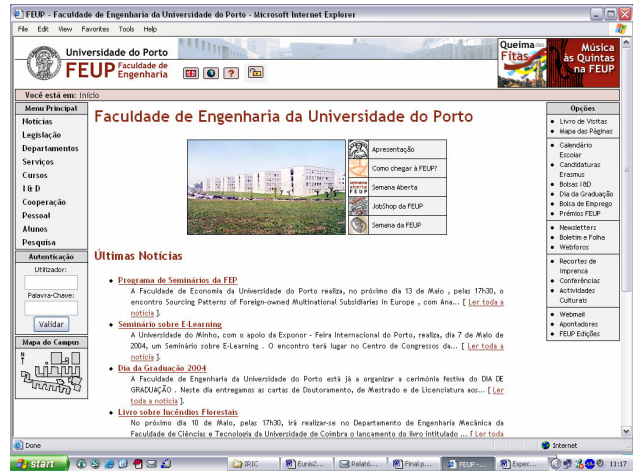 FEUP - Faculdade de Engenharia da Universidade do Porto - Microsoft Internet Explorer
File Edit View Favorites Tools Help
Universidade do Porto
FEUP Faculdade de
Engenharia
Queima das
Fitas
Música
às Quintas
na FEUP
Você está em: Início
Menu Principal
Notícias
Legislação
Departamentos
Serviços
Cursos
I & D
Cooperação
Pessoal
Alunos
Pesquisa
Autenticação
Utilizador:
Palavra-Chave:
Validar
Mapa do Campus
N
Faculdade de Engenharia da Universidade do Porto
Apresentação
Como chegar à FEUP?
semana
aberta
FEUP
Semana Aberta
JobShop da FEUP
Semana da FEUP
Últimas Notícias
Programa de Seminários da FEP
A Faculdade de Economia da Universidade do Porto realiza, no próximo dia 13 de Maio , pelas 17h30, o
encontro Sourcing Patterns of Foreign-owned Multinational Subsidiaries in Europe , com Ana... [ Ler toda a
notícia ].
Seminário sobre E-Learning
A Universidade do Minho, com o apoio da Exponor - Feira Internacional do Porto, realiza, dia 7 de Maio de
2004, um Seminário sobre E-Learning . O encontro terá lugar no Centro de Congressos da... [ Ler toda a
notícia ].
Dia da Graduação 2004
A Faculdade de Engenharia da Universidade do Porto está já a organizar a cerimónia festiva do DIA DE
GRADUAÇÃO . Neste dia entregamos as cartas de Doutoramento, de Mestrado e de Licenciatura aos... [ Ler
toda a notícia ].
Livro sobre Incêndios Florestais
No próximo dia 10 de Maio, pelas 17h30, irá realizar-se no Departamento de Engenharia Mecânica da
Faculdade de Ciências e Tecnologia da Universidade de Coimbra o lançamento do livro intitulado ... [ Ler toda
Opções
Livro de Visitas
Mapa das Páginas
Calendário
Escolar
Candidaturas
Erasmus
Bolsas I&D
Dia da Graduação
Bolsa de Emprego
Prémios FEUP
Newsletters
Boletim e Folha
Webforos
Recortes de
Imprensa
Conferências
Actividades
Culturais
Webmail
Apontadores
FEUP Edições
Done
Internet
start
IRIC
Eunis2...
Relató...
Final p...
FEUP -...
Espec...
11:17